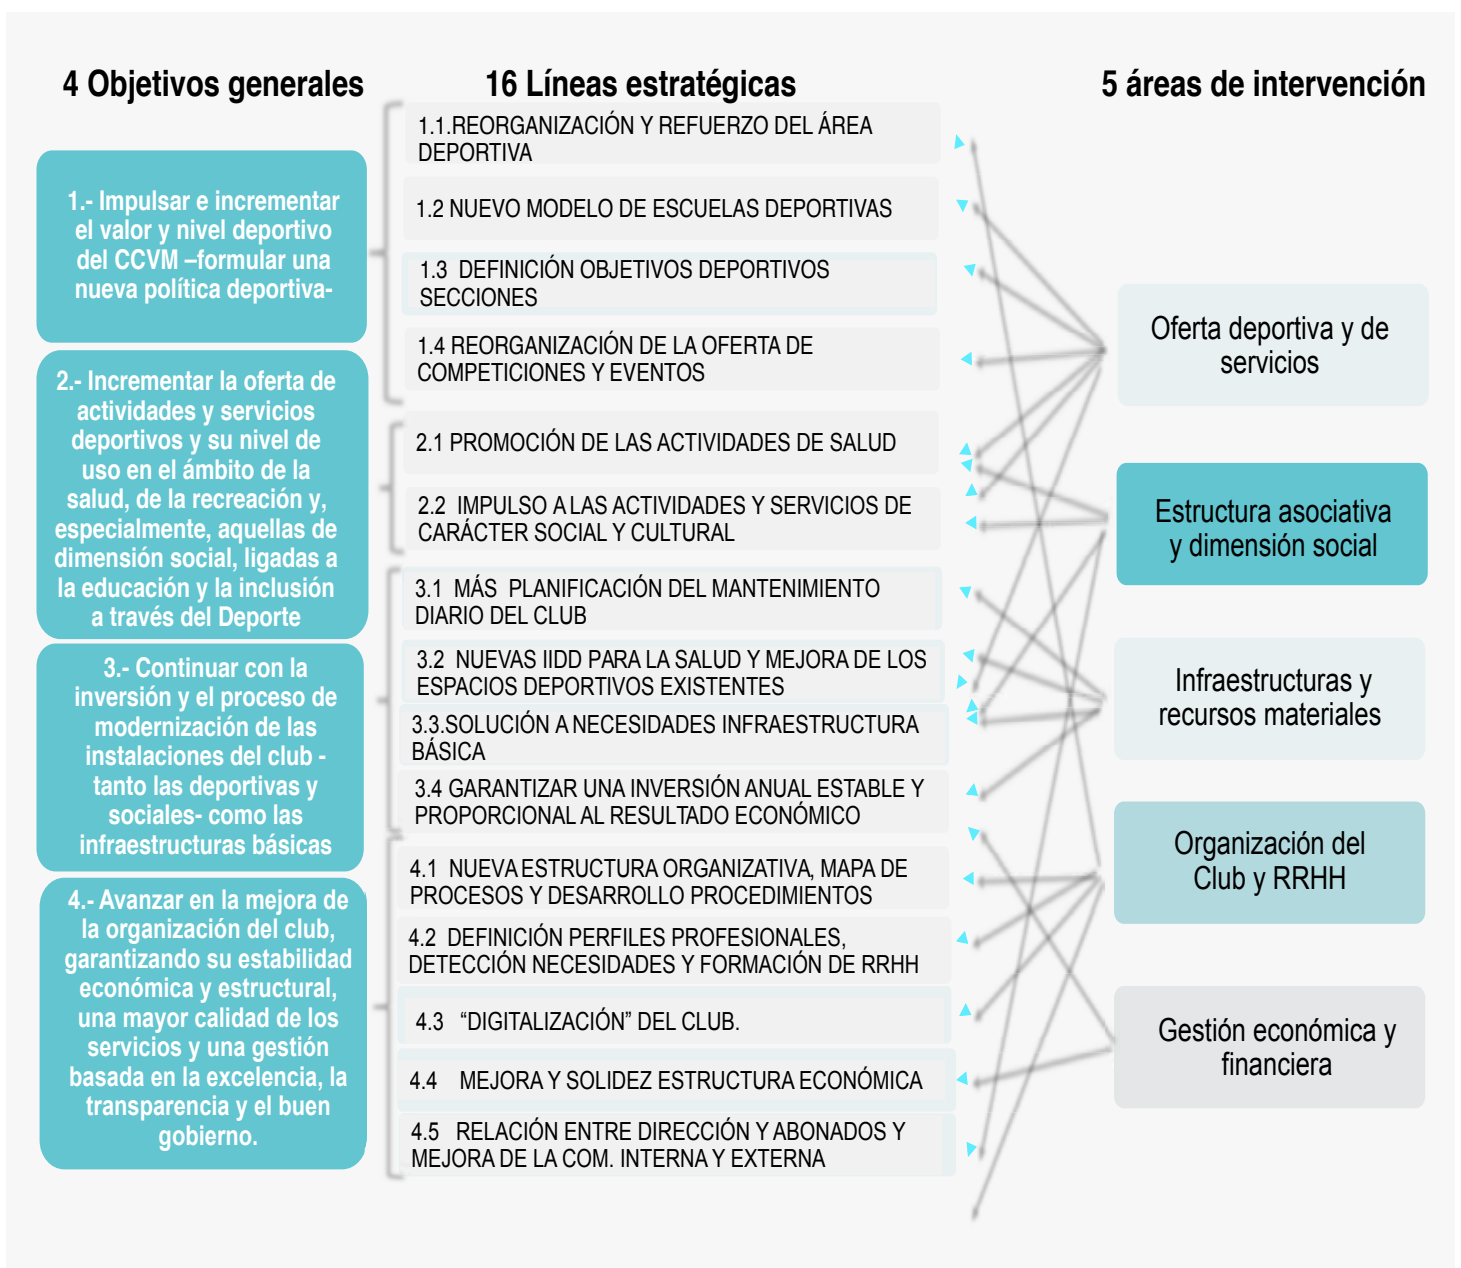 4 Objetivos generales
16 Líneas estratégicas
5 áreas de intervención
1.- Impulsar e incrementar
el valor y nivel deportivo
del CCVM –formular una
nueva política deportiva-
2.- Incrementar la oferta de
actividades y servicios
deportivos y su nivel de
uso en el ámbito de la
salud, de la recreación y,
especialmente, aquellas de
dimensión social, ligadas a
la educación y la inclusión
a través del Deporte
3.- Continuar con la
inversión y el proceso de
modernización de las
instalaciones del club -
tanto las deportivas y
sociales- como las
infraestructuras básicas
4.- Avanzar en la mejora de
la organización del club,
garantizando su estabilidad
económica y estructural,
una mayor calidad de los
servicios y una gestión
basada en la excelencia, la
transparencia y el buen
gobierno.
1.1.REORGANIZACIÓN Y REFUERZO DEL ÁREA
DEPORTIVA
1.2 NUEVO MODELO DE ESCUELAS DEPORTIVAS
1.3 DEFINICIÓN OBJETIVOS DEPORTIVOS
SECCIONES
1.4 REORGANIZACIÓN DE LA OFERTA DE
COMPETICIONES Y EVENTOS
2.1 PROMOCIÓN DE LAS ACTIVIDADES DE SALUD
2.2 IMPULSO A LAS ACTIVIDADES Y SERVICIOS DE
CARÁCTER SOCIAL Y CULTURAL
3.1 MÁS PLANIFICACIÓN DEL MANTENIMIENTO
DIARIO DEL CLUB
3.2 NUEVAS IIDD PARA LA SALUD Y MEJORA DE LOS
ESPACIOS DEPORTIVOS EXISTENTES
3.3.SOLUCIÓN A NECESIDADES INFRAESTRUCTURA
BÁSICA
3.4 GARANTIZAR UNA INVERSIÓN ANUAL ESTABLE Y
PROPORCIONAL AL RESULTADO ECONÓMICO
4.1 NUEVA ESTRUCTURA ORGANIZATIVA, MAPA DE
PROCESOS Y DESARROLLO PROCEDIMIENTOS
4.2 DEFINICIÓN PERFILES PROFESIONALES,
DETECCIÓN NECESIDADES Y FORMACIÓN DE RRHH
4.3 “DIGITALIZACIÓN” DEL CLUB.
4.4 MEJORA Y SOLIDEZ ESTRUCTURA ECONÓMICA
4.5 RELACIÓN ENTRE DIRECCIÓN Y ABONADOS Y
MEJORA DE LA COM. INTERNA Y EXTERNA
Oferta deportiva y de
servicios
Estructura asociativa
y dimensión social
Infraestructuras y
recursos materiales
Organización del
Club y RRHH
Gestión económica y
financiera